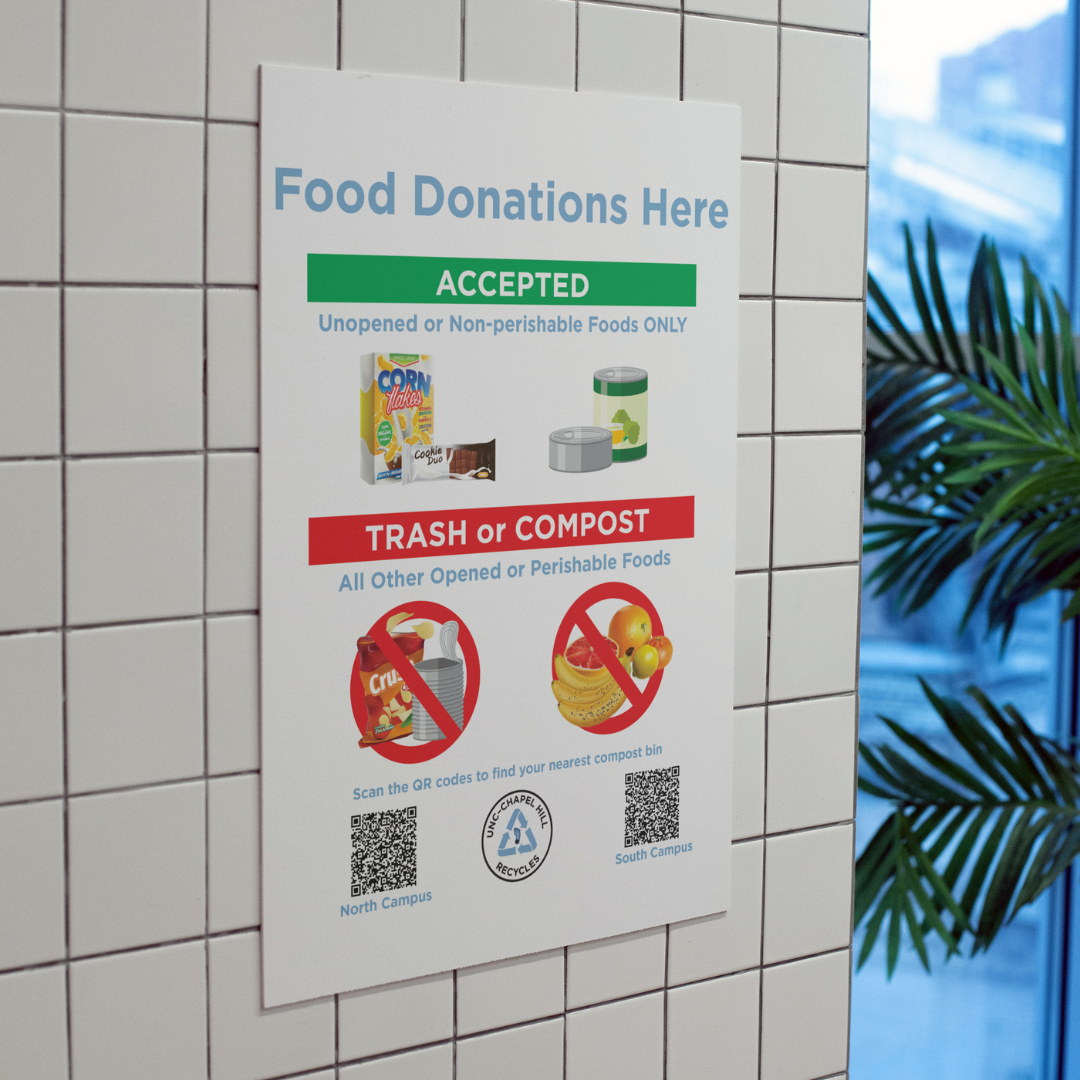 Food Donations Here
ACCEPTED
Unopened or Non-perishable Foods ONLY
CORN
flakes
Cookie
Duo
TRASH or COMPOST
All Other Opened or Perishable Foods
Scan the QR codes to find your nearest compost bin
UNC-CHAPEL HILL
RECYCLES
North Campus
South Campus